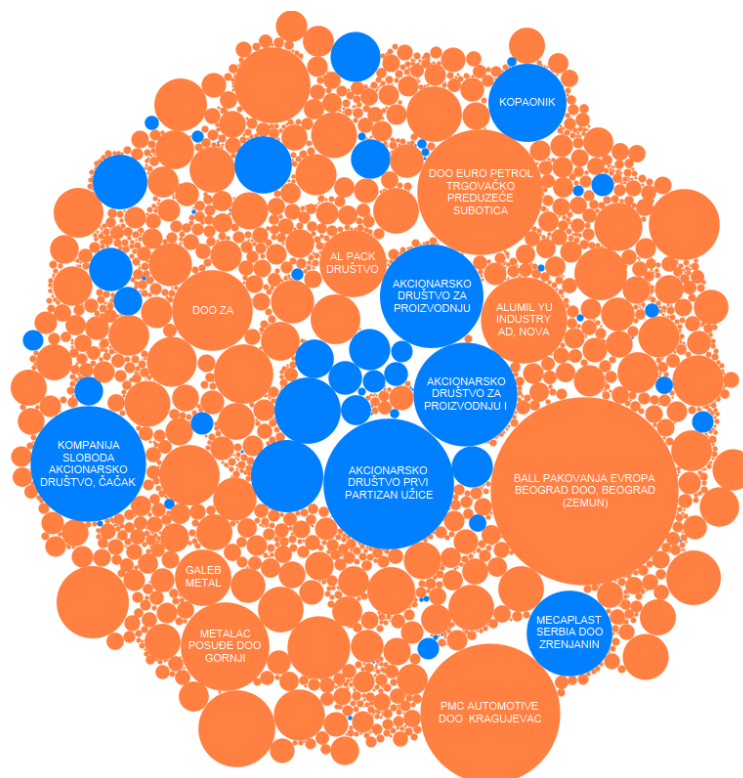 KOPAONIK
DOO EURO PETROL
TRGOVAČKO
PREDUZEĆE
SUBOTICA
AL PACK
DRUŠTVO
AKCIONARSKO
DRUŠTVO ZA
PROIZVODNJU
DOO ZA
ALUMIL YU
INDUSTRY
AD, NOVA
AKCIONARSKO
DRUŠTVO ZA
PROIZVODNJU I
KOMPANIJA
SLOBODA
AKCIONARSKO
DRUŠTVO, ČAČAK
AKCIONARSKO
DRUŠTVO PRVI
PARTIZAN UŽICE
BALL PAKOVANJA EVROPA
BEOGRAD DOO, BEOGRAD
(ZEMUN)
GALEB
METAL
METALAC
POSUĐE DOO
GORNJI
MECAPLAST
SERBIA DOO
ZRENJANIN
PMC AUTOMOTIVE
DOO KRAGUJEVAC